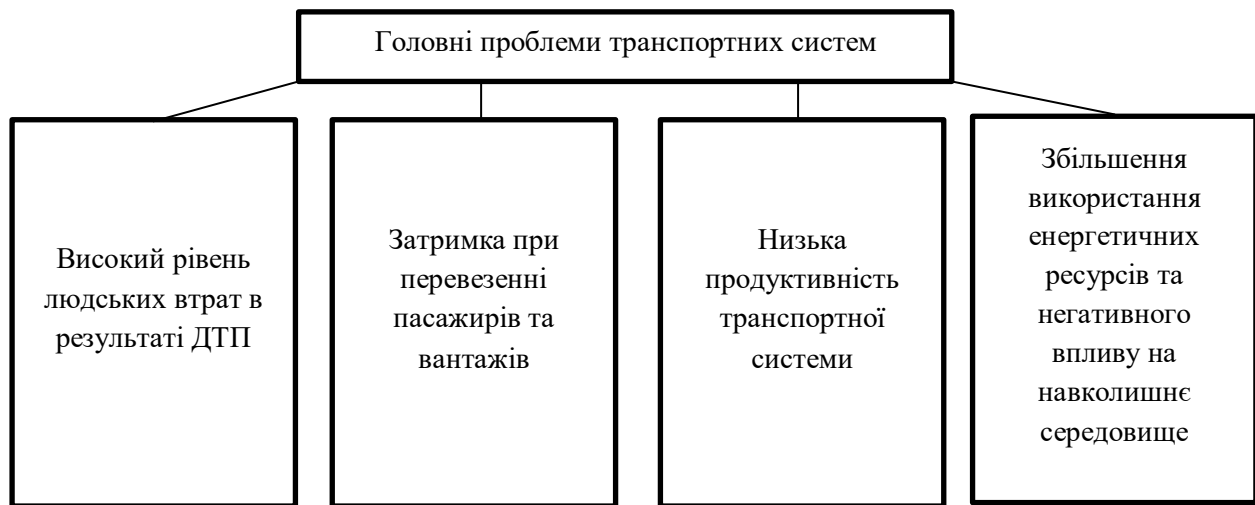 Головні проблеми транспортних систем
Високий рівень
людських втрат в
результаті ДТП
Затримка при
перевезенні
пасажирів та
вантажів
Низька
продуктивність
транспортної
системи
Збільшення
використання
енергетичних
ресурсів та
негативного
впливу на
навколишнє
середовище